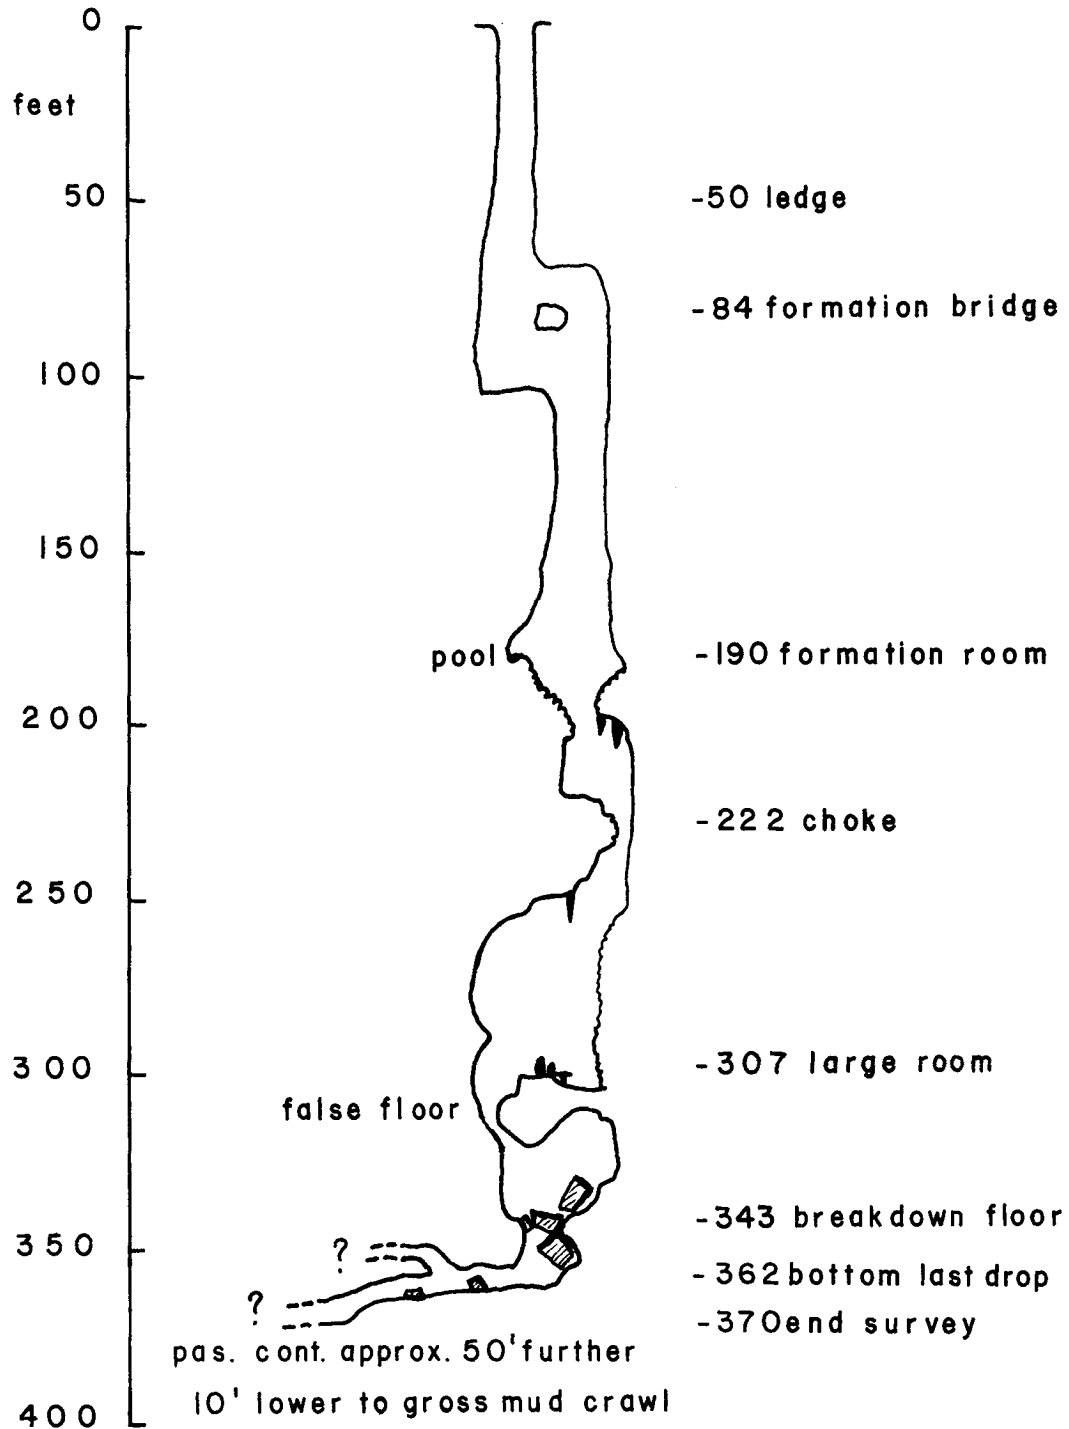 0
feet
50
-50 ledge
-84 formation bridge
100
150
pool
-190 formation room
200
-222 choke
250
300
-307 large room
false floor
-343 breakdown floor
350
?
-362 bottom last drop
?
-370 end survey
pas. cont. approx. 50' further
10' lower to gross mud crawl
400